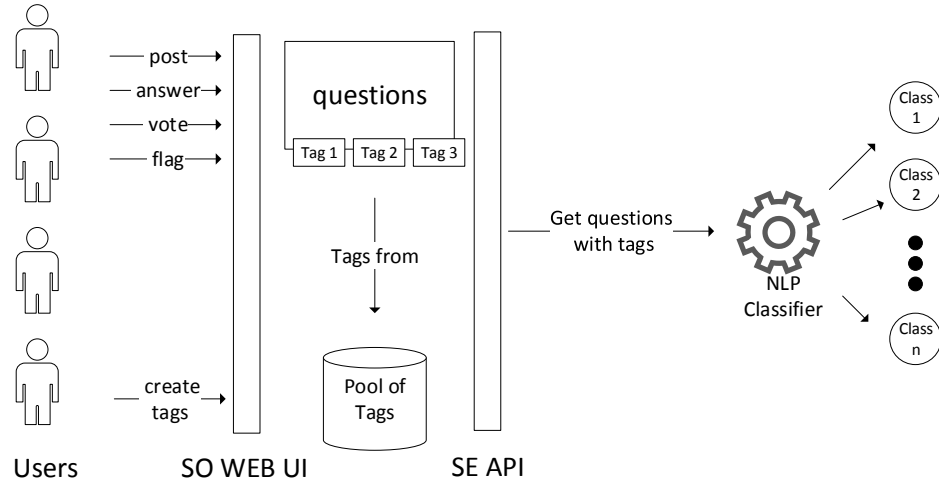 post
answer
vote
flag
create
tags
Users
SO WEB UI
questions
Tag 1
Tag 2
Tag 3
Tags from
Pool of
Tags
SE API
Get questions
with tags
NLP
Classifier
Class
1
Class
2
Class
n